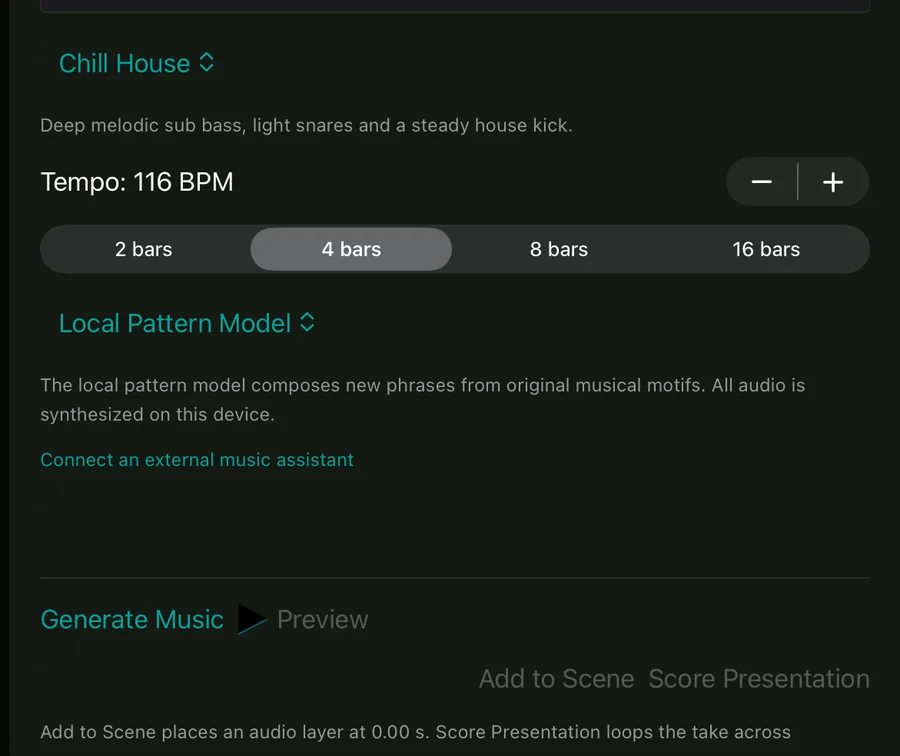 Chill House
Deep melodic sub bass, light snares and a steady house kick.
Tempo: 116 BPM
2 bars 4 bars 8 bars 16 bars
Local Pattern Model
The local pattern model composes new phrases from original musical motifs. All audio is
synthesized on this device.
Connect an external music assistant
Generate Music Preview
Add to Scene Score Presentation
Add to Scene places an audio layer at 0.00 s. Score Presentation loops the take across